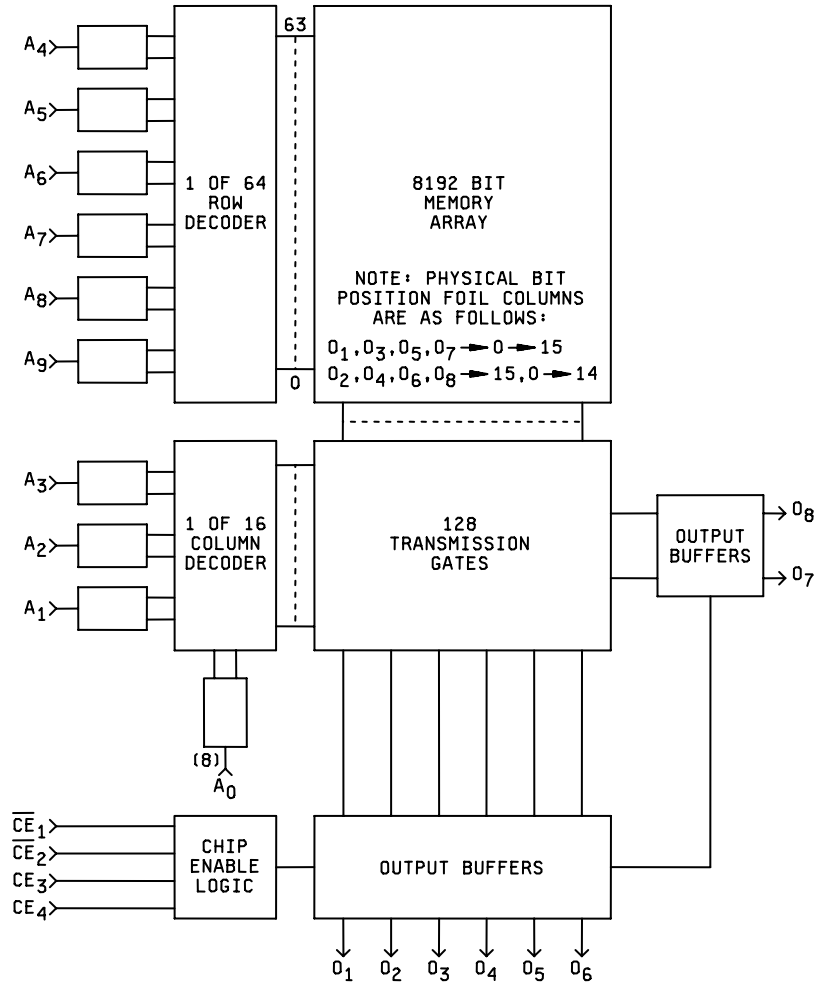 A4
A5
A6
A7
A8
A9
1 OF 64
ROW
DECODER
63
0
8192 BIT
MEMORY
ARRAY
NOTE: PHYSICAL BIT
POSITION FOIL COLUMNS
ARE AS FOLLOWS:
O1,O3,O5,O7→0→15
O2,O4,O6,O8→15,0→14
A3
A2
A1
1 OF 16
COLUMN
DECODER
128
TRANSMISSION
GATES
OUTPUT
BUFFERS
O8
O7
(8)
A0
C̅E̅1
C̅E̅2
CE3
CE4
CHIP
ENABLE
LOGIC
OUTPUT BUFFERS
O1 O2 O3 O4 O5 O6